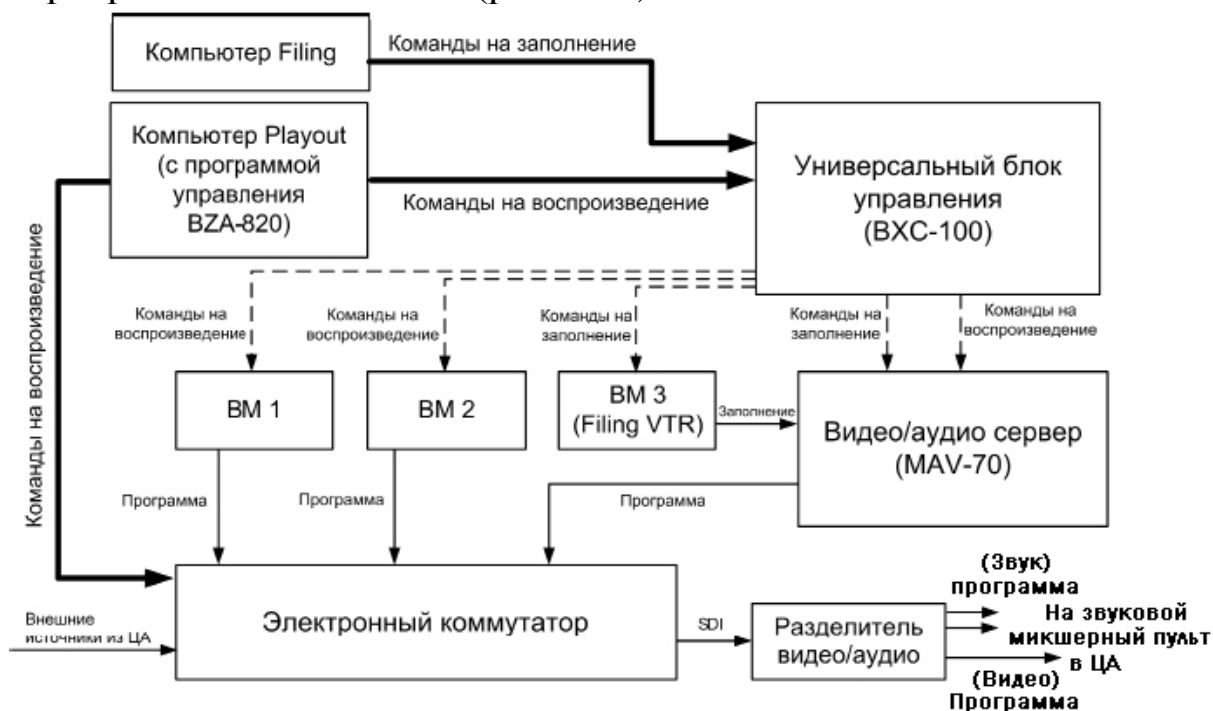 Компьютер Filing
Команды на заполнение
Компьютер Playout
(с программой
управления
BZA-820)
Команды на воспроизведение
Универсальный блок
управления
(BXC-100)
Команды на воспроизведение
Команды на
воспроизведение
Команды на
воспроизведение
Команды на
заполнение
Команды на
заполнение
Команды на
воспроизведение
ВМ 1
ВМ 2
ВМ 3
(Filing VTR)
Заполнение
Видео/аудио сервер
(MAV-70)
Программа
Программа
Программа
Внешние
источники из ЦА
Электронный коммутатор
SDI
Разделитель
видео/аудио
(Звук)
программа
На звуковой
микшерный пульт
в ЦА
(Видео)
Программа